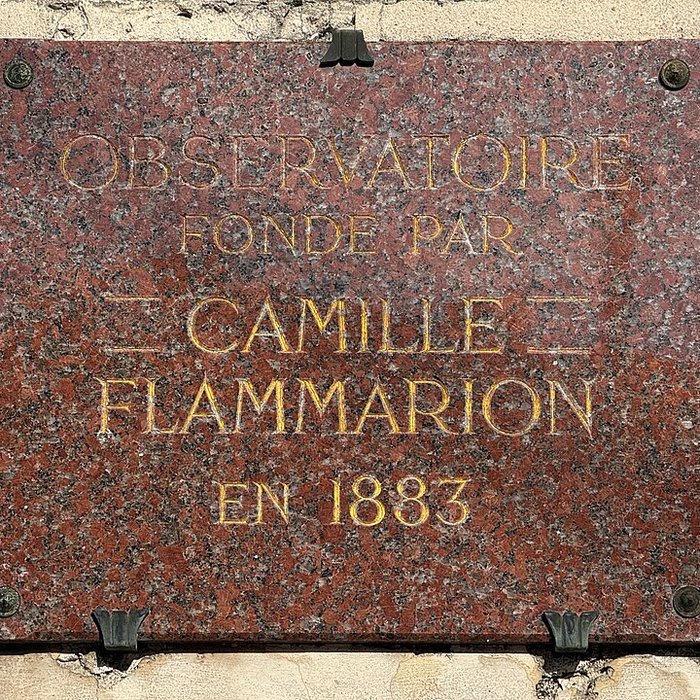 OBSERVATOIRE
FONDE PAR
CAMILLE
FLAMMARION
EN 1883